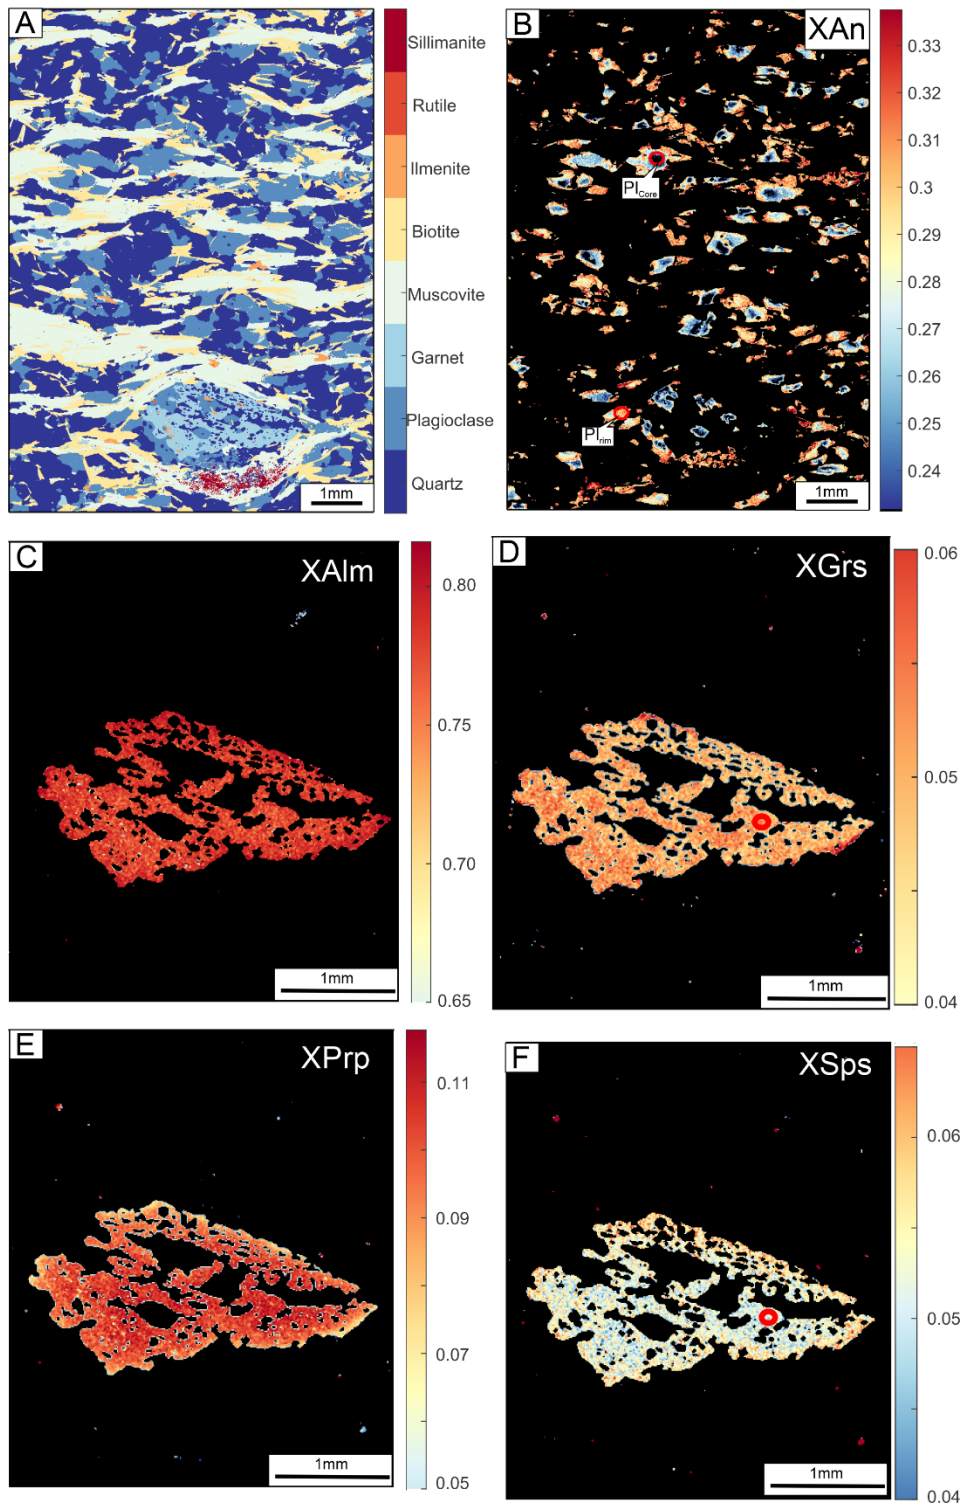 A
Sillimanite
Rutile
Ilmenite
Biotite
Muscovite
Garnet
Plagioclase
Quartz
1mm
B
XAn
0.33
0.32
0.31
0.3
0.29
0.28
0.27
0.26
0.25
0.24
PlCore
Plrim
1mm
C
XAlm
0.80
0.75
0.70
0.65
1mm
D
XGrs
0.06
0.05
0.04
1mm
E
XPrp
0.11
0.09
0.07
0.05
1mm
F
XSps
0.06
0.05
0.04
1mm